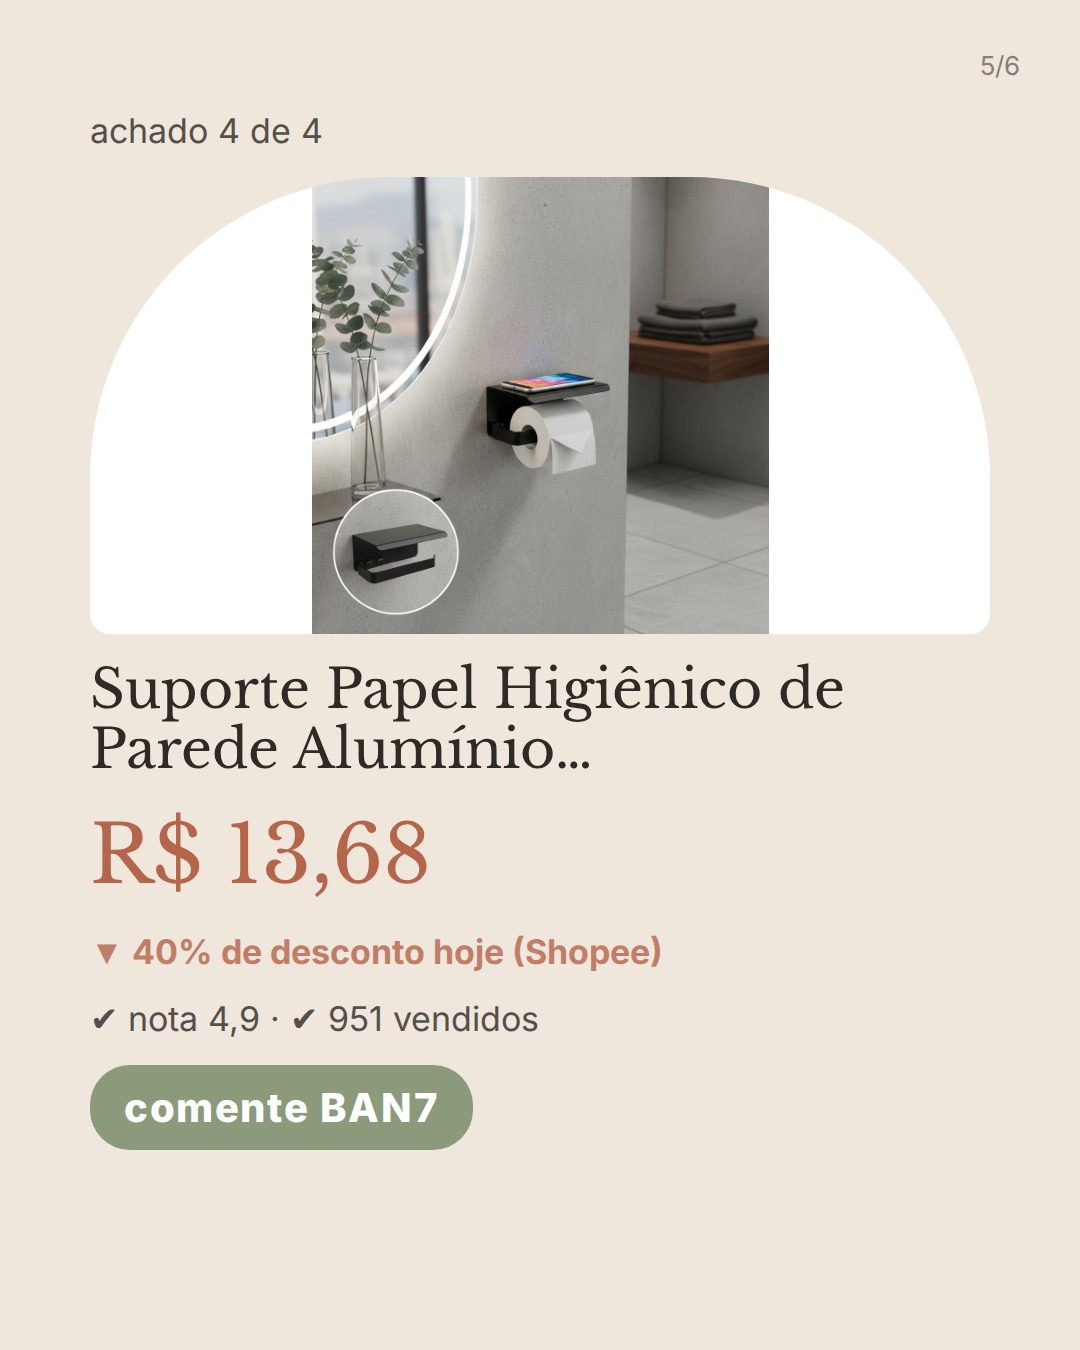 5/6
achado 4 de 4
Suporte Papel Higiênico de
Parede Alumínio...
R$ 13,68
▼ 40% de desconto hoje (Shopee)
✔ nota 4,9 · ✔ 951 vendidos
comente BAN7